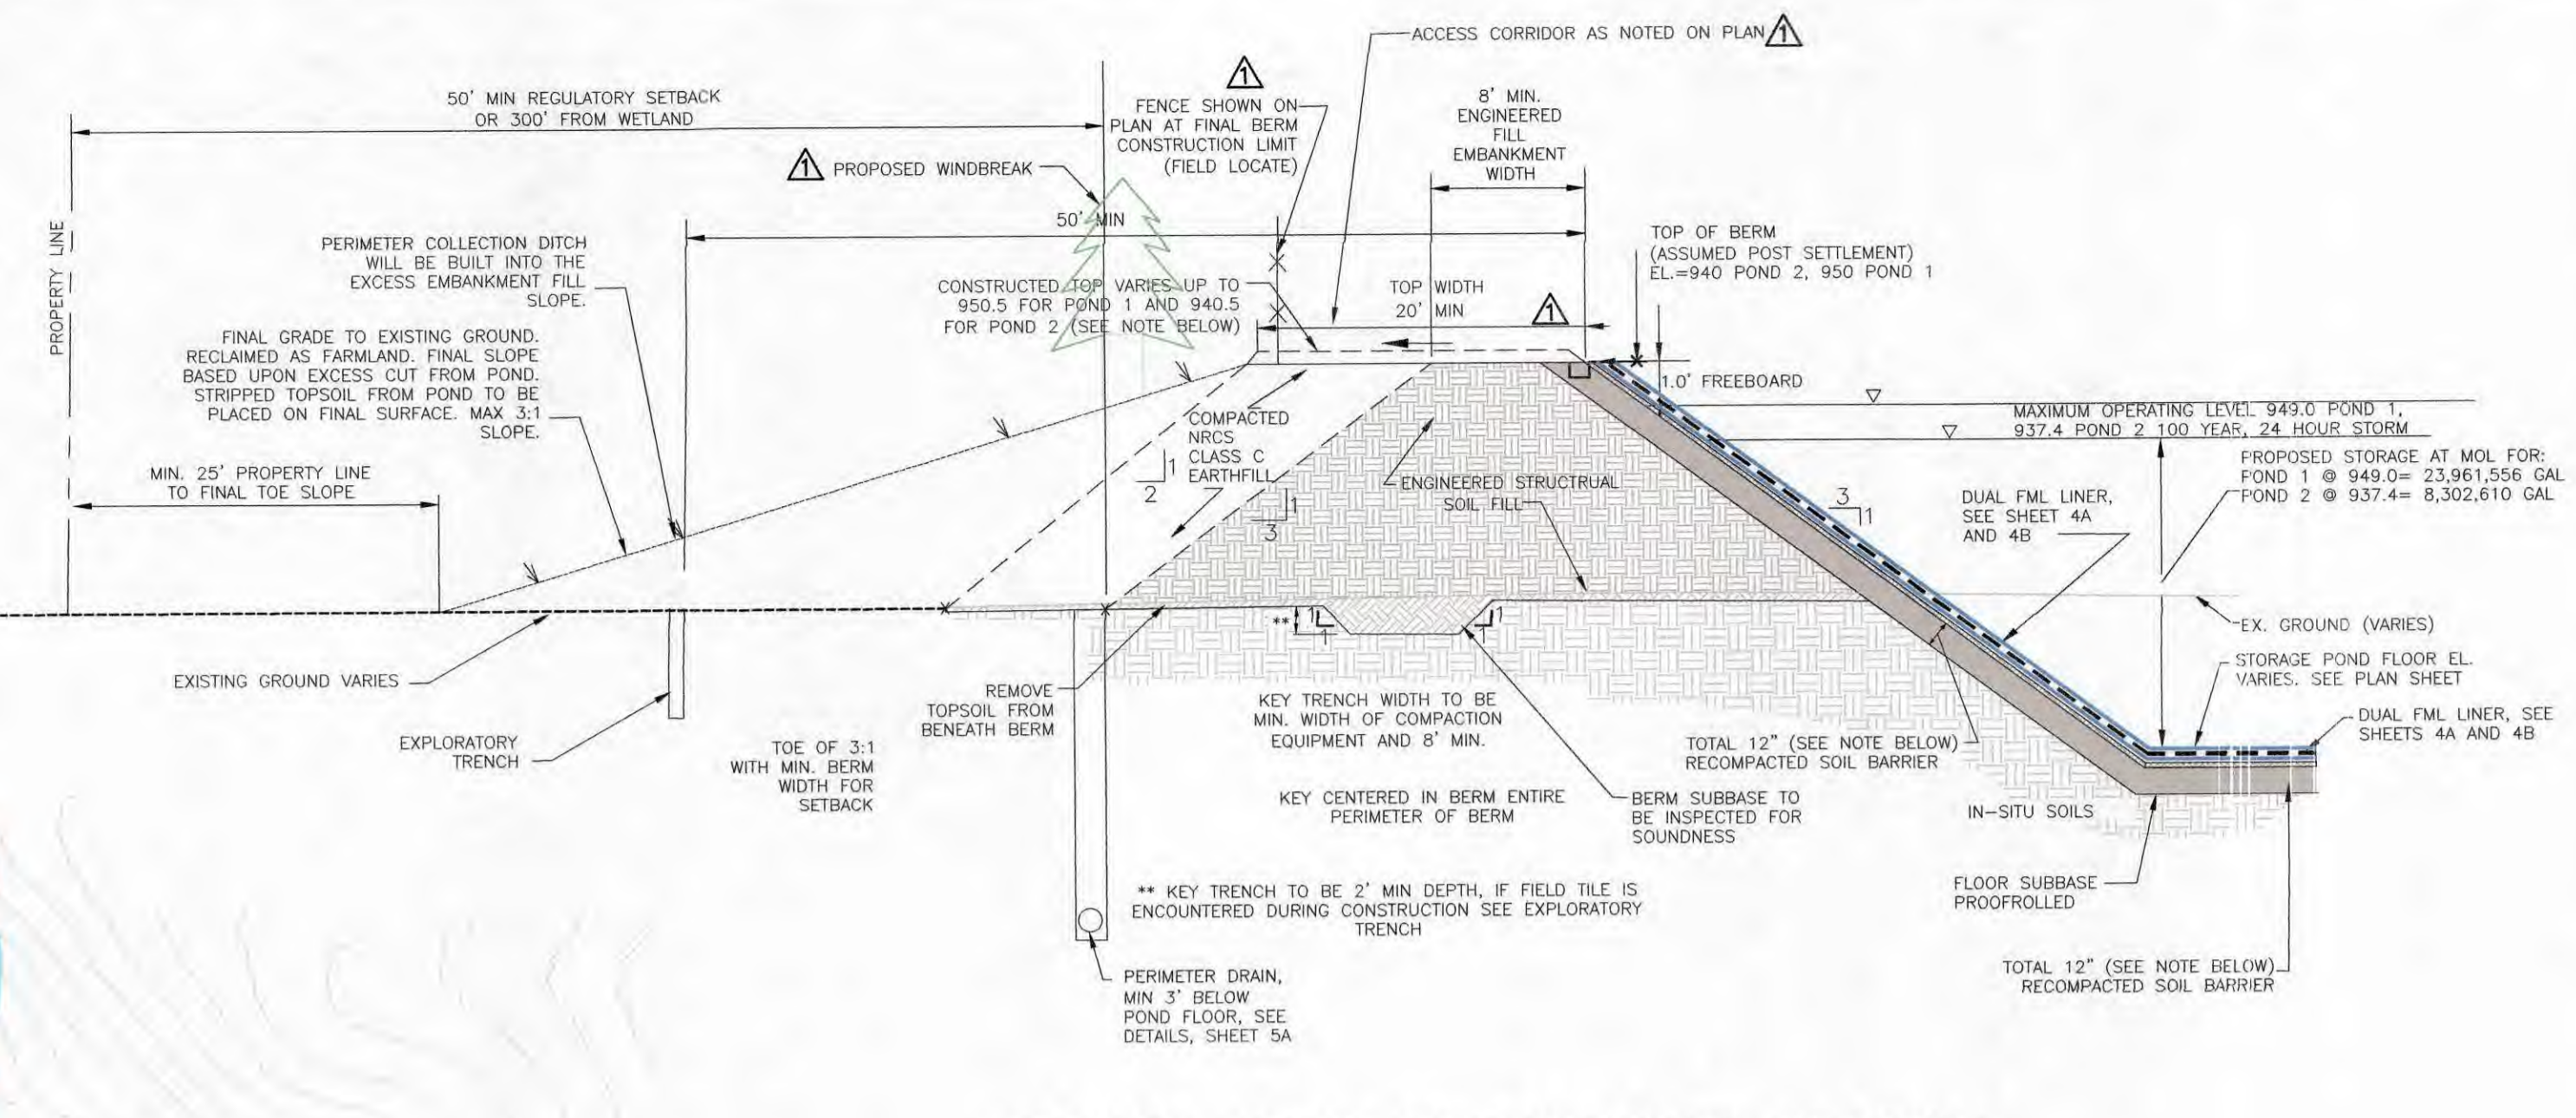 ACCESS CORRIDOR AS NOTED ON PLAN
1
1
50' MIN REGULATORY SETBACK
OR 300' FROM WETLAND
FENCE SHOWN ON
PLAN AT FINAL BERM
CONSTRUCTION LIMIT
(FIELD LOCATE)
8' MIN.
ENGINEERED
FILL
EMBANKMENT
WIDTH
1
PROPOSED WINDBREAK
50' MIN
PROPERTY LINE
PERIMETER COLLECTION DITCH
WILL BE BUILT INTO THE
EXCESS EMBANKMENT FILL
SLOPE.
TOP OF BERM
(ASSUMED POST SETTLEMENT)
EL.=940 POND 2, 950 POND 1
CONSTRUCTED TOP VARIES UP TO
950.5 FOR POND 1 AND 940.5
FOR POND 2 (SEE NOTE BELOW)
TOP WIDTH
20' MIN
1
FINAL GRADE TO EXISTING GROUND.
RECLAIMED AS FARMLAND. FINAL SLOPE
BASED UPON EXCESS CUT FROM POND.
STRIPPED TOPSOIL FROM POND TO BE
PLACED ON FINAL SURFACE. MAX 3:1
SLOPE.
1.0' FREEBOARD
MAXIMUM OPERATING LEVEL 949.0 POND 1,
937.4 POND 2 100 YEAR, 24 HOUR STORM
COMPACTED
NRCS
CLASS C
EARTHFILL
MIN. 25' PROPERTY LINE
TO FINAL TOE SLOPE
1
2
1
3
ENGINEERED STRUCTRUAL
SOIL FILL
3
1
DUAL FML LINER,
SEE SHEET 4A
AND 4B
PROPOSED STORAGE AT MOL FOR:
POND 1 @ 949.0= 23,961,556 GAL
POND 2 @ 937.4= 8,302,610 GAL
**
1
1
1
1
EX. GROUND (VARIES)
EXISTING GROUND VARIES
STORAGE POND FLOOR EL.
VARIES. SEE PLAN SHEET
REMOVE
TOPSOIL FROM
BENEATH BERM
KEY TRENCH WIDTH TO BE
MIN. WIDTH OF COMPACTION
EQUIPMENT AND 8' MIN.
DUAL FML LINER, SEE
SHEETS 4A AND 4B
EXPLORATORY
TRENCH
TOE OF 3:1
WITH MIN. BERM
WIDTH FOR
SETBACK
TOTAL 12" (SEE NOTE BELOW)
RECOMPACTED SOIL BARRIER
KEY CENTERED IN BERM ENTIRE
PERIMETER OF BERM
BERM SUBBASE TO
BE INSPECTED FOR
SOUNDNESS
IN-SITU SOILS
** KEY TRENCH TO BE 2' MIN DEPTH, IF FIELD TILE IS
ENCOUNTERED DURING CONSTRUCTION SEE EXPLORATORY
TRENCH
FLOOR SUBBASE
PROOFROLLED
PERIMETER DRAIN,
MIN 3' BELOW
POND FLOOR, SEE
DETAILS, SHEET 5A
TOTAL 12" (SEE NOTE BELOW)
RECOMPACTED SOIL BARRIER